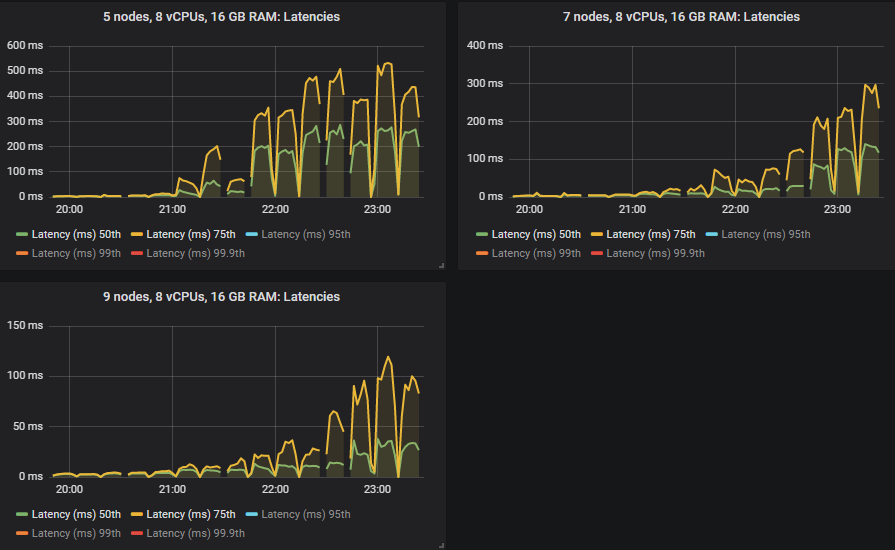 5 nodes, 8 vCPUs, 16 GB RAM: Latencies
600 ms
500 ms
400 ms
300 ms
200 ms
100 ms
0 ms
20:00 21:00 22:00 23:00
Latency (ms) 50th Latency (ms) 75th Latency (ms) 95th
Latency (ms) 99th Latency (ms) 99.9th
7 nodes, 8 vCPUs, 16 GB RAM: Latencies
400 ms
300 ms
200 ms
100 ms
0 ms
20:00 21:00 22:00 23:00
Latency (ms) 50th Latency (ms) 75th Latency (ms) 95th
Latency (ms) 99th Latency (ms) 99.9th
9 nodes, 8 vCPUs, 16 GB RAM: Latencies
150 ms
100 ms
50 ms
0 ms
20:00 21:00 22:00 23:00
Latency (ms) 50th Latency (ms) 75th Latency (ms) 95th
Latency (ms) 99th Latency (ms) 99.9th